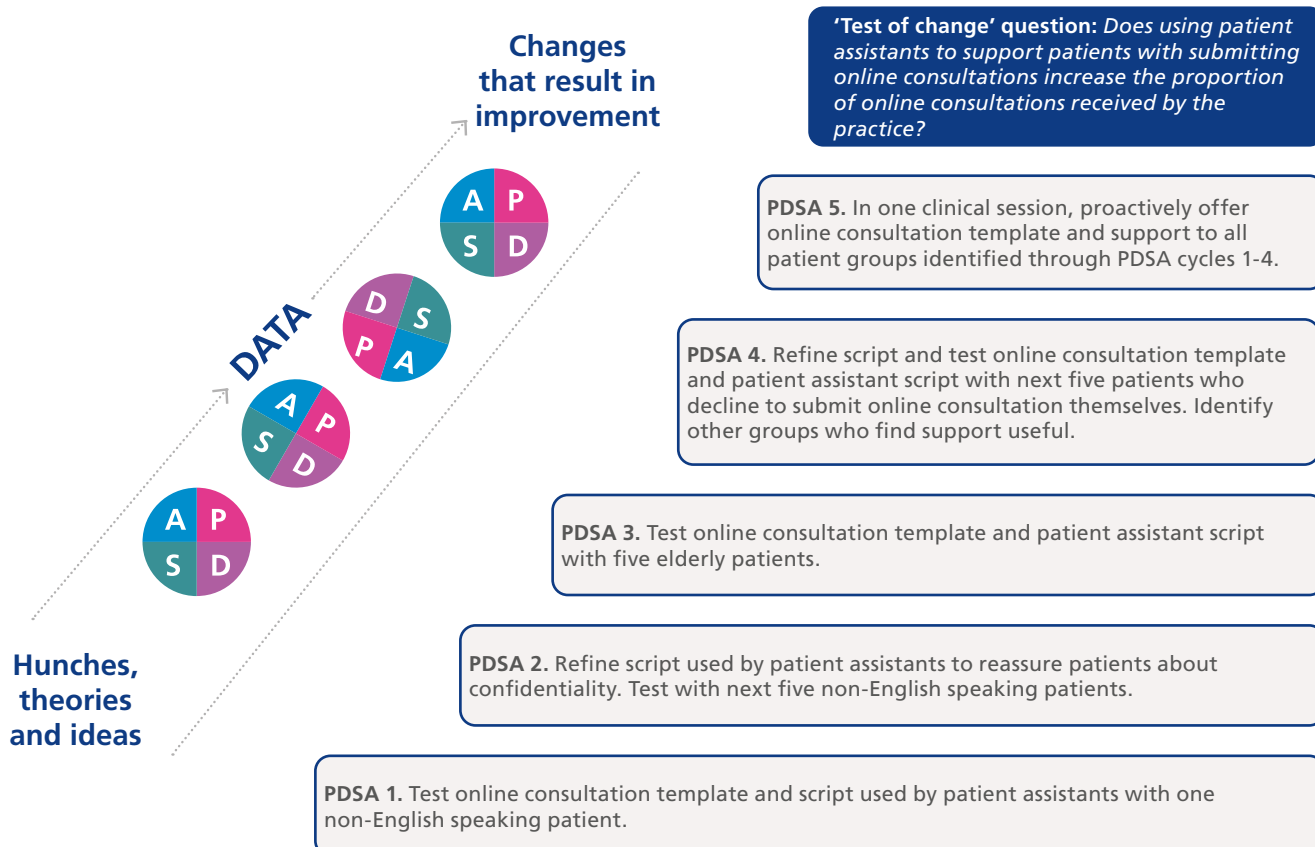 Changes
that result in
improvement
DATA
A P
S D
D S
P A
A P
S D
A P
S D
Hunches,
theories
and ideas
‘Test of change’ question: Does using patient
assistants to support patients with submitting
online consultations increase the proportion
of online consultations received by the
practice?
PDSA 5. In one clinical session, proactively offer
online consultation template and support to all
patient groups identified through PDSA cycles 1-4.
PDSA 4. Refine script and test online consultation template
and patient assistant script with next five patients who
decline to submit online consultation themselves. Identify
other groups who find support useful.
PDSA 3. Test online consultation template and patient assistant script
with five elderly patients.
PDSA 2. Refine script used by patient assistants to reassure patients about
confidentiality. Test with next five non-English speaking patients.
PDSA 1. Test online consultation template and script used by patient assistants with one
non-English speaking patient.